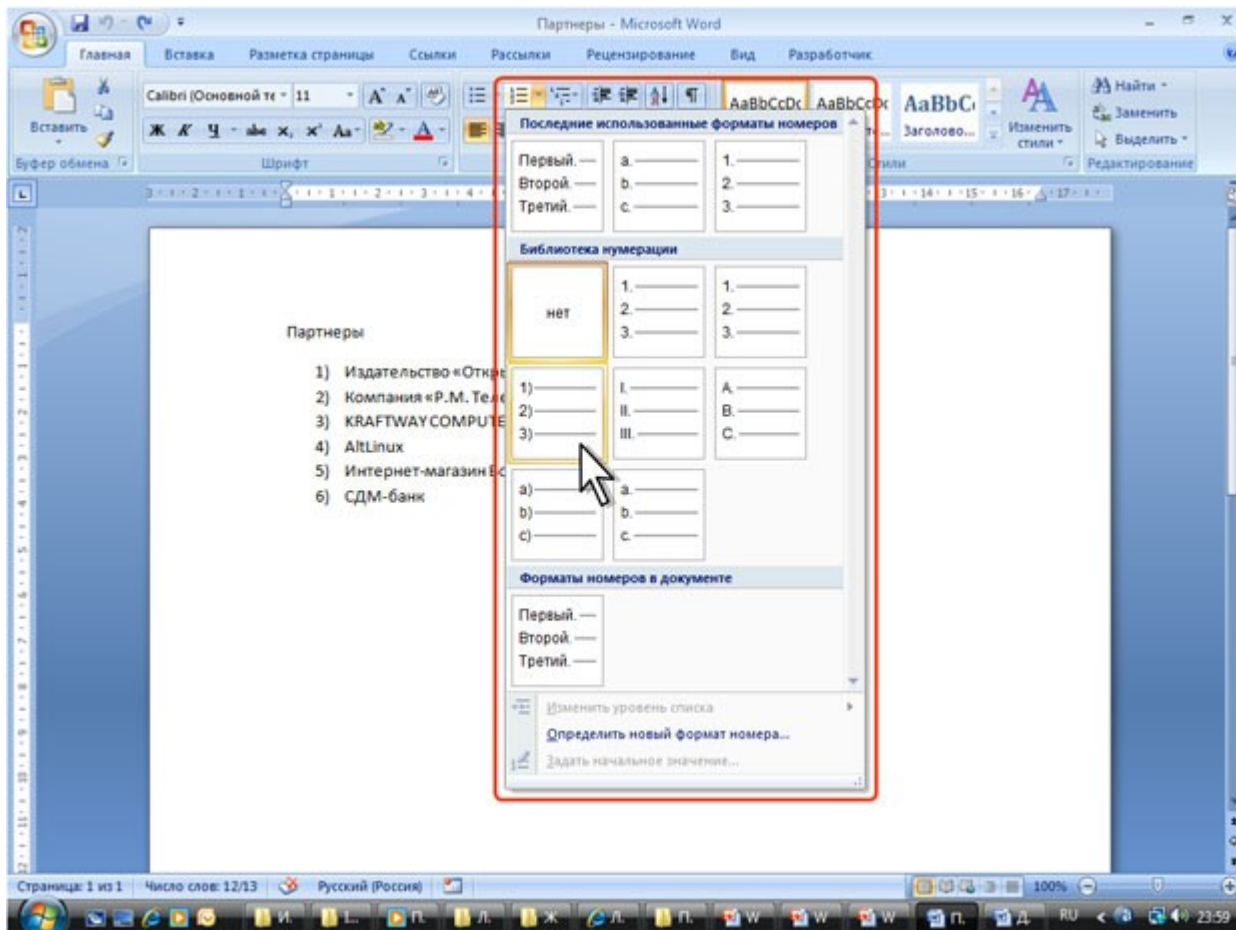 Партнеры - Microsoft Word
Главная Вставка Разметка страницы Ссылки Рассылки Рецензирование Вид Разработчик
Вставить
Calibri (Основной те 11
Ж К Ч abc x, x² Aa
AaBbCcDc AaBbCcDc AaBbC
Заголово...
Изменить стили
Найти
Заменить
Выделить
Буфер обмена Шрифт Редактирование
Последние использованные форматы номеров
Первый. a. 1.
Второй. b. 2.
Третий. c. 3.
Библиотека нумерации
нет
1. 1.
2. 2.
3. 3.
1) I. A.
2) II. B.
3) III. C.
a) a.
b) b.
c) c.
Форматы номеров в документе
Первый.
Второй.
Третий.
Изменить уровень списка
Определить новый формат номера...
Задать начальное значение...
Партнеры
1) Издательство «Откры
2) Компания «Р.М. Теле
3) KRAFTWAY COMPUTE
4) AltLinux
5) Интернет-магазин
6) СДМ-банк
Страница: 1 из 1 Число слов: 12/13 Русский (Россия) 100%
И. L.. П. Л. Ж Л. П. W W W П. Д. RU 23:59